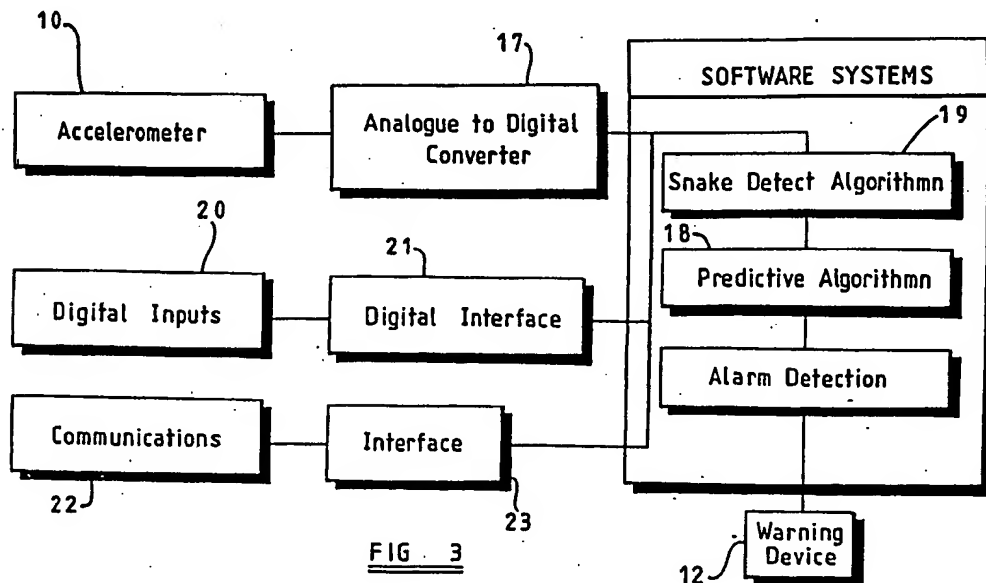 10
17
SOFTWARE SYSTEMS
Accelerometer
Analogue to Digital
Converter
19
Snake Detect Algorithmn
20
21
18
Digital Inputs
Digital Interface
Predictive Algorithmn
Alarm Detection
Communications
Interface
22
23
Warning
Device
12
FIG 3